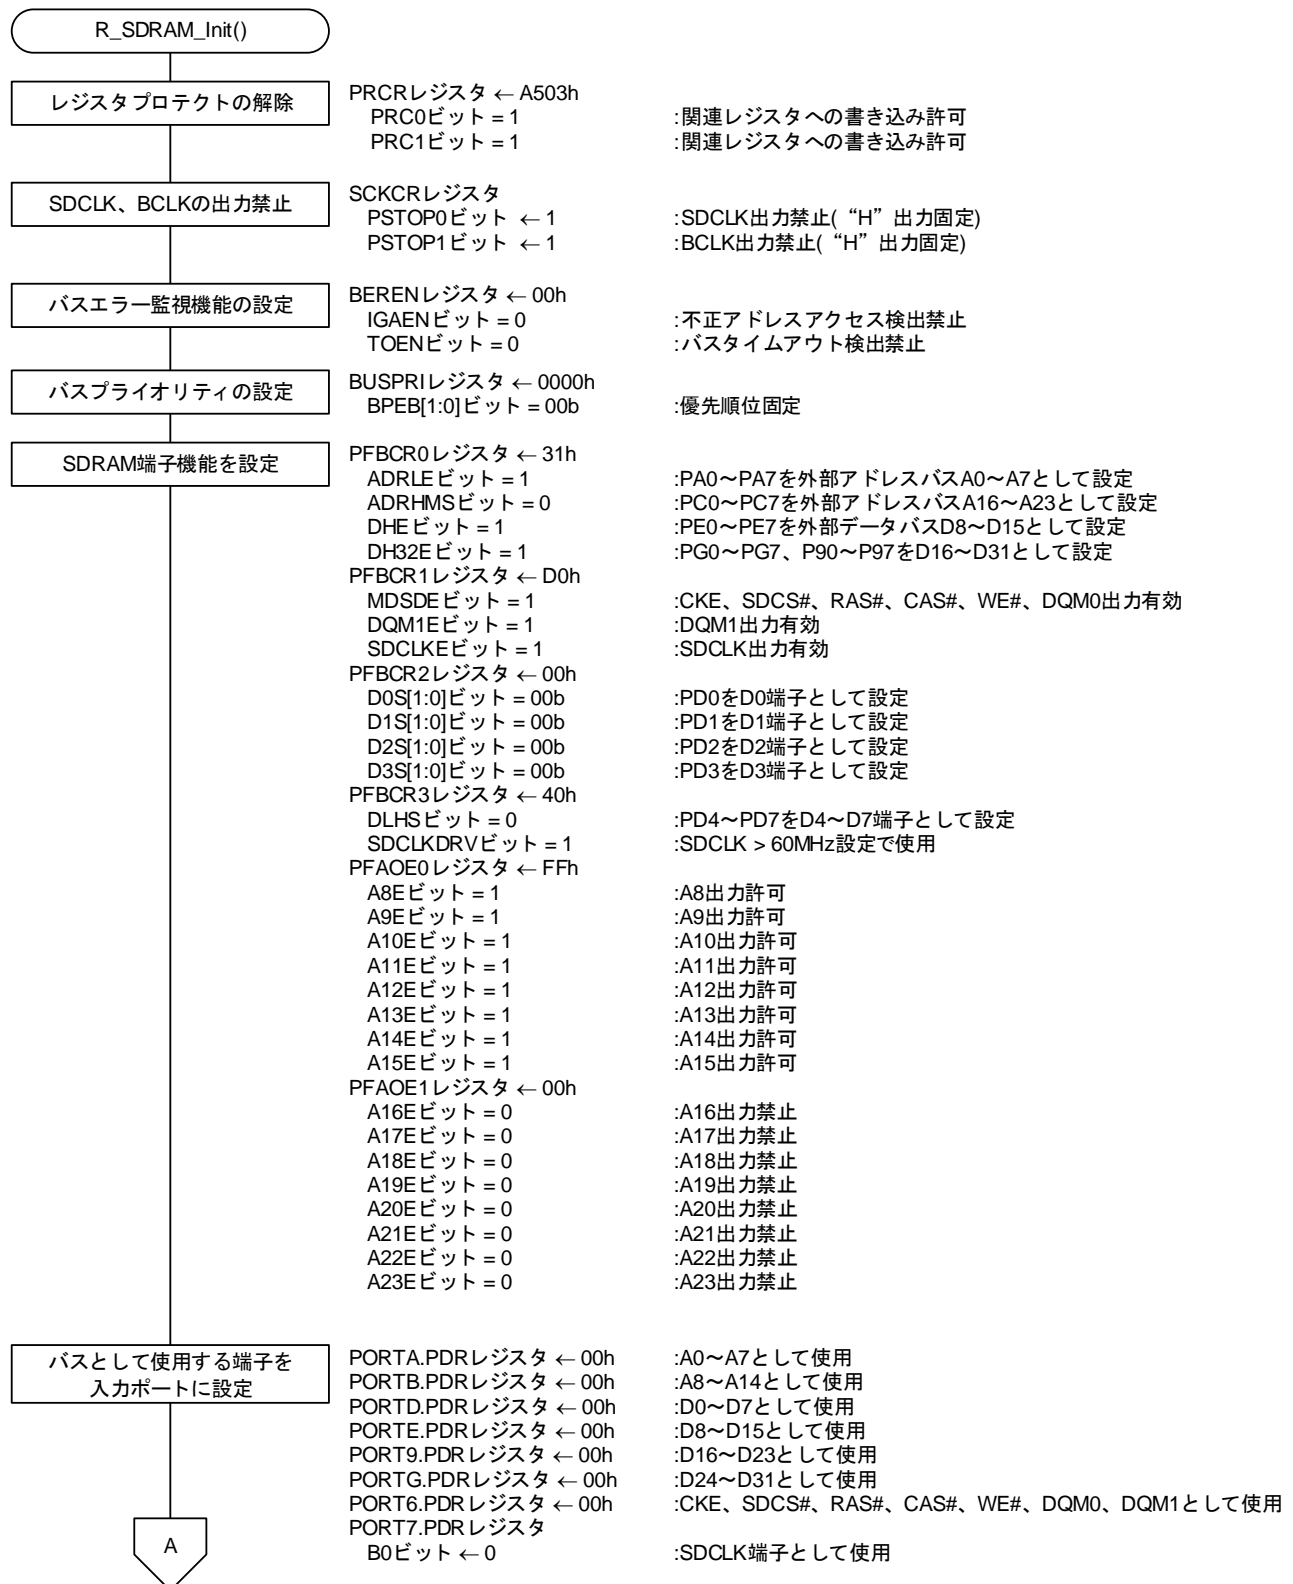 R_SDRAM_Init()
レジスタプロテクトの解除
PRCRレジスタ ← A503h
PRC0ビット = 1 :関連レジスタへの書き込み許可
PRC1ビット = 1 :関連レジスタへの書き込み許可
SDCLK、BCLKの出力禁止
SCKCRレジスタ
PSTOP0ビット ← 1 :SDCLK出力禁止(“H”出力固定)
PSTOP1ビット ← 1 :BCLK出力禁止(“H”出力固定)
バスエラー監視機能の設定
BERENレジスタ ← 00h
IGAENビット = 0 :不正アドレスアクセス検出禁止
TOENビット = 0 :バスタイムアウト検出禁止
バスプライオリティの設定
BUSPRIレジスタ ← 0000h
BPEB[1:0]ビット = 00b :優先順位固定
SDRAM端子機能を設定
PFBCR0レジスタ ← 31h
ADRLEビット = 1 :PA0～PA7を外部アドレスバスA0～A7として設定
ADRHMSビット = 0 :PC0～PC7を外部アドレスバスA16～A23として設定
DHEビット = 1 :PE0～PE7を外部データバスD8～D15として設定
DH32Eビット = 1 :PG0～PG7、P90～P97をD16～D31として設定
PFBCR1レジスタ ← D0h
MDSDEビット = 1 :CKE、SDCS#、RAS#、CAS#、WE#、DQM0出力有効
DQM1Eビット = 1 :DQM1出力有効
SDCLKEビット = 1 :SDCLK出力有効
PFBCR2レジスタ ← 00h
D0S[1:0]ビット = 00b :PD0をD0端子として設定
D1S[1:0]ビット = 00b :PD1をD1端子として設定
D2S[1:0]ビット = 00b :PD2をD2端子として設定
D3S[1:0]ビット = 00b :PD3をD3端子として設定
PFBCR3レジスタ ← 40h
DLHSビット = 0 :PD4～PD7をD4～D7端子として設定
SDCLKDRVビット = 1 :SDCLK > 60MHz設定で使用
PFAOE0レジスタ ← FFh
A8Eビット = 1 :A8出力許可
A9Eビット = 1 :A9出力許可
A10Eビット = 1 :A10出力許可
A11Eビット = 1 :A11出力許可
A12Eビット = 1 :A12出力許可
A13Eビット = 1 :A13出力許可
A14Eビット = 1 :A14出力許可
A15Eビット = 1 :A15出力許可
PFAOE1レジスタ ← 00h
A16Eビット = 0 :A16出力禁止
A17Eビット = 0 :A17出力禁止
A18Eビット = 0 :A18出力禁止
A19Eビット = 0 :A19出力禁止
A20Eビット = 0 :A20出力禁止
A21Eビット = 0 :A21出力禁止
A22Eビット = 0 :A22出力禁止
A23Eビット = 0 :A23出力禁止
バスとして使用する端子を
入力ポートに設定
PORTA.PDRレジスタ ← 00h :A0～A7として使用
PORTB.PDRレジスタ ← 00h :A8～A14として使用
PORTD.PDRレジスタ ← 00h :D0～D7として使用
PORTE.PDRレジスタ ← 00h :D8～D15として使用
PORT9.PDRレジスタ ← 00h :D16～D23として使用
PORTG.PDRレジスタ ← 00h :D24～D31として使用
PORT6.PDRレジスタ ← 00h :CKE、SDCS#、RAS#、CAS#、WE#、DQM0、DQM1として使用
PORT7.PDRレジスタ
B0ビット ← 0 :SDCLK端子として使用
A